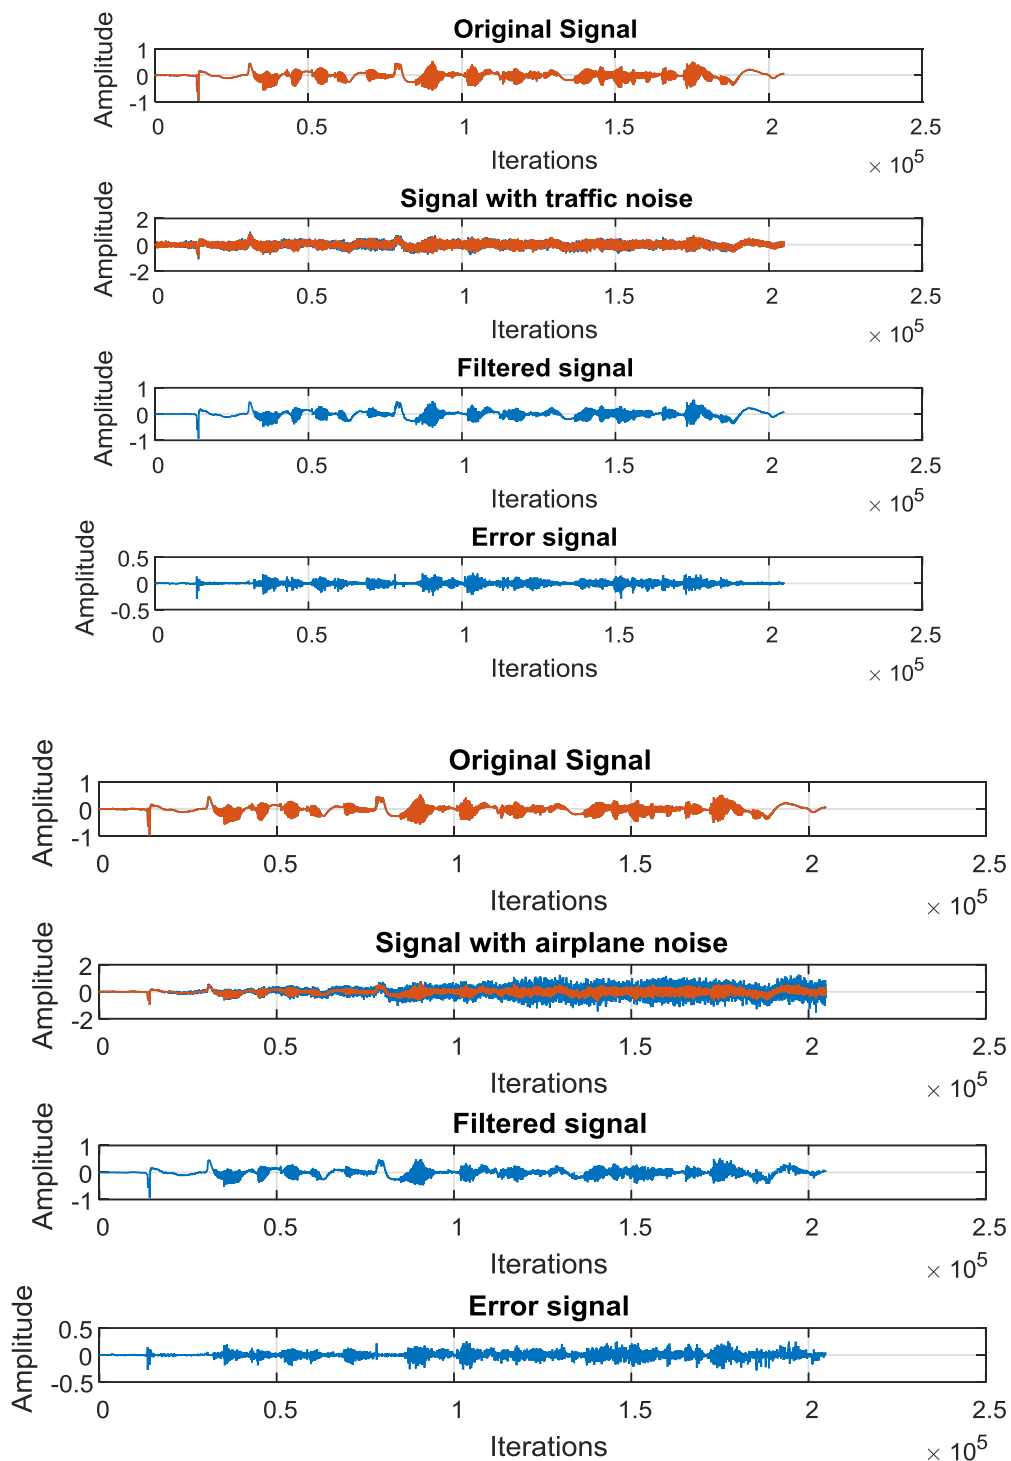 Original Signal
Amplitude
1
0
-1
0 0.5 1 1.5 2 2.5
Iterations
× 10^5
Signal with traffic noise
Amplitude
2
0
-2
0 0.5 1 1.5 2 2.5
Iterations
× 10^5
Filtered signal
Amplitude
1
0
-1
0 0.5 1 1.5 2 2.5
Iterations
× 10^5
Error signal
Amplitude
0.5
0
-0.5
0 0.5 1 1.5 2 2.5
Iterations
× 10^5
Original Signal
Amplitude
1
0
-1
0 0.5 1 1.5 2 2.5
Iterations
× 10^5
Signal with airplane noise
Amplitude
2
0
-2
0 0.5 1 1.5 2 2.5
Iterations
× 10^5
Filtered signal
Amplitude
1
0
-1
0 0.5 1 1.5 2 2.5
Iterations
× 10^5
Error signal
Amplitude
0.5
0
-0.5
0 0.5 1 1.5 2 2.5
Iterations
× 10^5